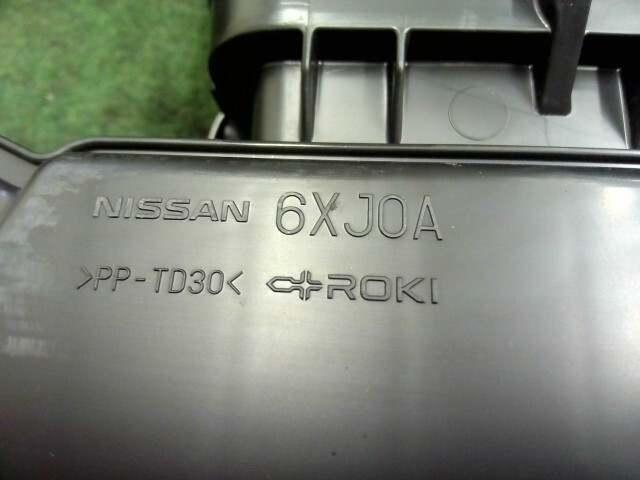 NISSAN 6XJ0A
>PP-TD30< ROKI